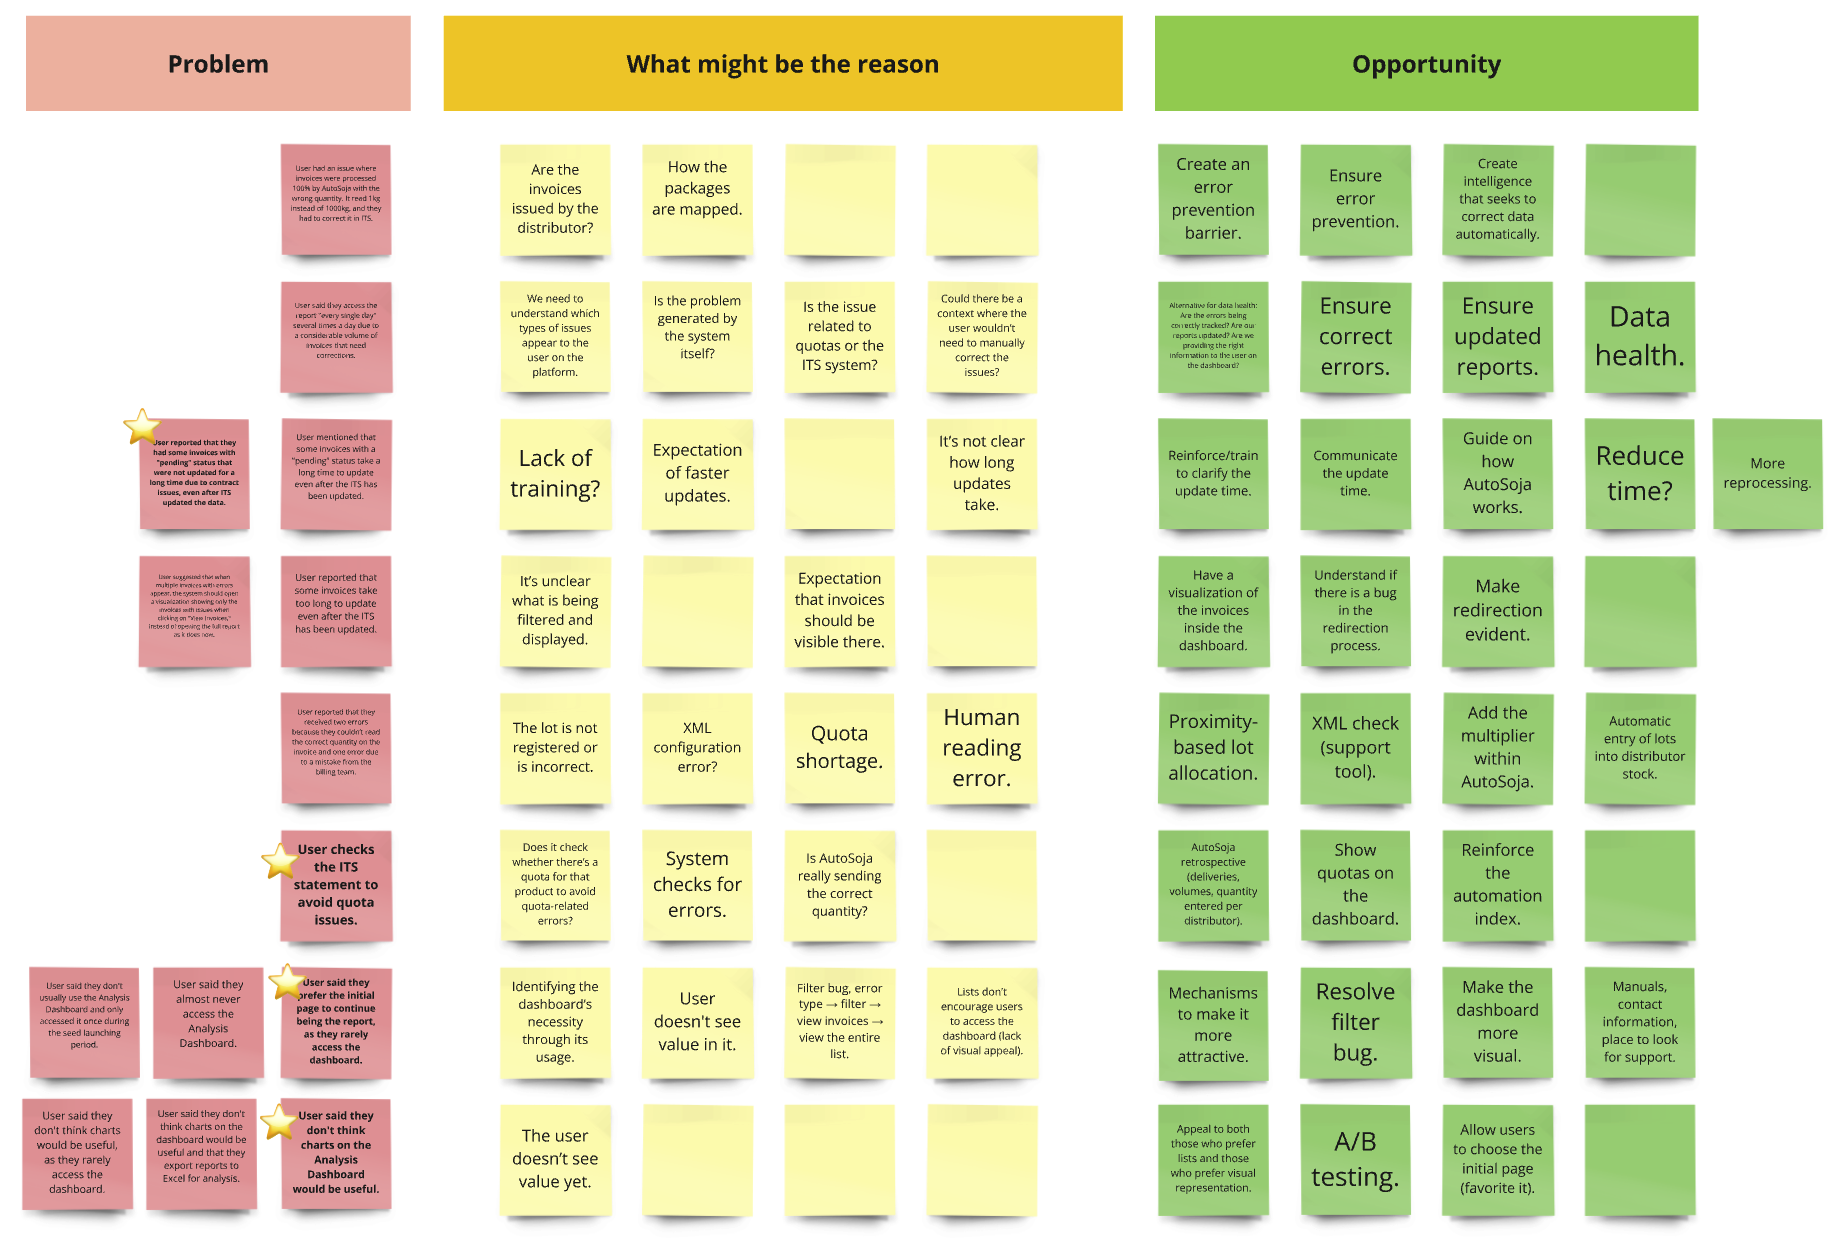 Problem
What might be the reason
Opportunity
User had an issue where
invoices were processed
100% by AutoSoja with the
wrong quantity. It read 1kg
instead of 1000kg, and they
had to correct it in ITS.
Are the
invoices
issued by the
distributor?
How the
packages
are mapped.
Create an
error
prevention
barrier.
Ensure
error
prevention.
Create
intelligence
that seeks to
correct data
automatically.
User said they access the
report "every single day"
several times a day due to
a considerable volume of
invoices that need
corrections.
We need to
understand which
types of issues
appear to the
user on the
platform.
Is the problem
generated by
the system
itself?
Is the issue
related to
quotas or the
ITS system?
Could there be a
context where the
user wouldn't
need to manually
correct the
issues?
Alternative for data health:
Are the errors being
correctly tracked? Are our
reports updated? Are we
providing the right
information to the user on
the dashboard?
Ensure
correct
errors.
Ensure
updated
reports.
Data
health.
User reported that they
had some invoices with
"pending" status that
were not updated for a
long time due to contract
issues, even after ITS
updated the data.
User mentioned that
some invoices with a
"pending" status take a
long time to update
even after the ITS has
been updated.
Lack of
training?
Expectation
of faster
updates.
It's not clear
how long
updates
take.
Reinforce/train
to clarify the
update time.
Communicate
the update
time.
Guide on
how
AutoSoja
works.
Reduce
time?
More
reprocessing.
User suggested that when
multiple invoices with errors
appear, the system should open
a visualization showing only the
invoices with issues when
clicking on "View Invoices,"
instead of opening the full report
as it does now.
User reported that
some invoices take
too long to update
even after the ITS
has been updated.
It's unclear
what is being
filtered and
displayed.
Expectation
that invoices
should be
visible there.
Have a
visualization of
the invoices
inside the
dashboard.
Understand if
there is a bug
in the
redirection
process.
Make
redirection
evident.
User reported that they
received two errors
because they couldn't read
the correct quantity on the
invoice and one error due
to a mistake from the
billing team.
The lot is not
registered or
is incorrect.
XML
configuration
error?
Quota
shortage.
Human
reading
error.
Proximity-
based lot
allocation.
XML check
(support
tool).
Add the
multiplier
within
AutoSoja.
Automatic
entry of lots
into distributor
stock.
User checks
the ITS
statement to
avoid quota
issues.
Does it check
whether there's a
quota for that
product to avoid
quota-related
errors?
System
checks for
errors.
Is AutoSoja
really sending
the correct
quantity?
AutoSoja
retrospective
(deliveries,
volumes, quantity
entered per
distributor).
Show
quotas on
the
dashboard.
Reinforce
the
automation
index.
User said they don't
usually use the Analysis
Dashboard and only
accessed it once during
the seed launching
period.
User said they
almost never
access the
Analysis
Dashboard.
User said they
prefer the initial
page to continue
being the report,
as they rarely
access the
dashboard.
Identifying the
dashboard's
necessity
through its
usage.
User
doesn't see
value in it.
Filter bug, error
type → filter →
view invoices →
view the entire
list.
Lists don't
encourage users
to access the
dashboard (lack
of visual appeal).
Mechanisms
to make it
more
attractive.
Resolve
filter
bug.
Make the
dashboard
more
visual.
Manuals,
contact
information,
place to look
for support.
User said they
don't think charts
would be useful,
as they rarely
access the
dashboard.
User said they don't
think charts on the
dashboard would be
useful and that they
export reports to
Excel for analysis.
User said they
don't think
charts on the
Analysis
Dashboard
would be useful.
The user
doesn't see
value yet.
Appeal to both
those who prefer
lists and those
who prefer visual
representation.
A/B
testing.
Allow users
to choose the
initial page
(favorite it).